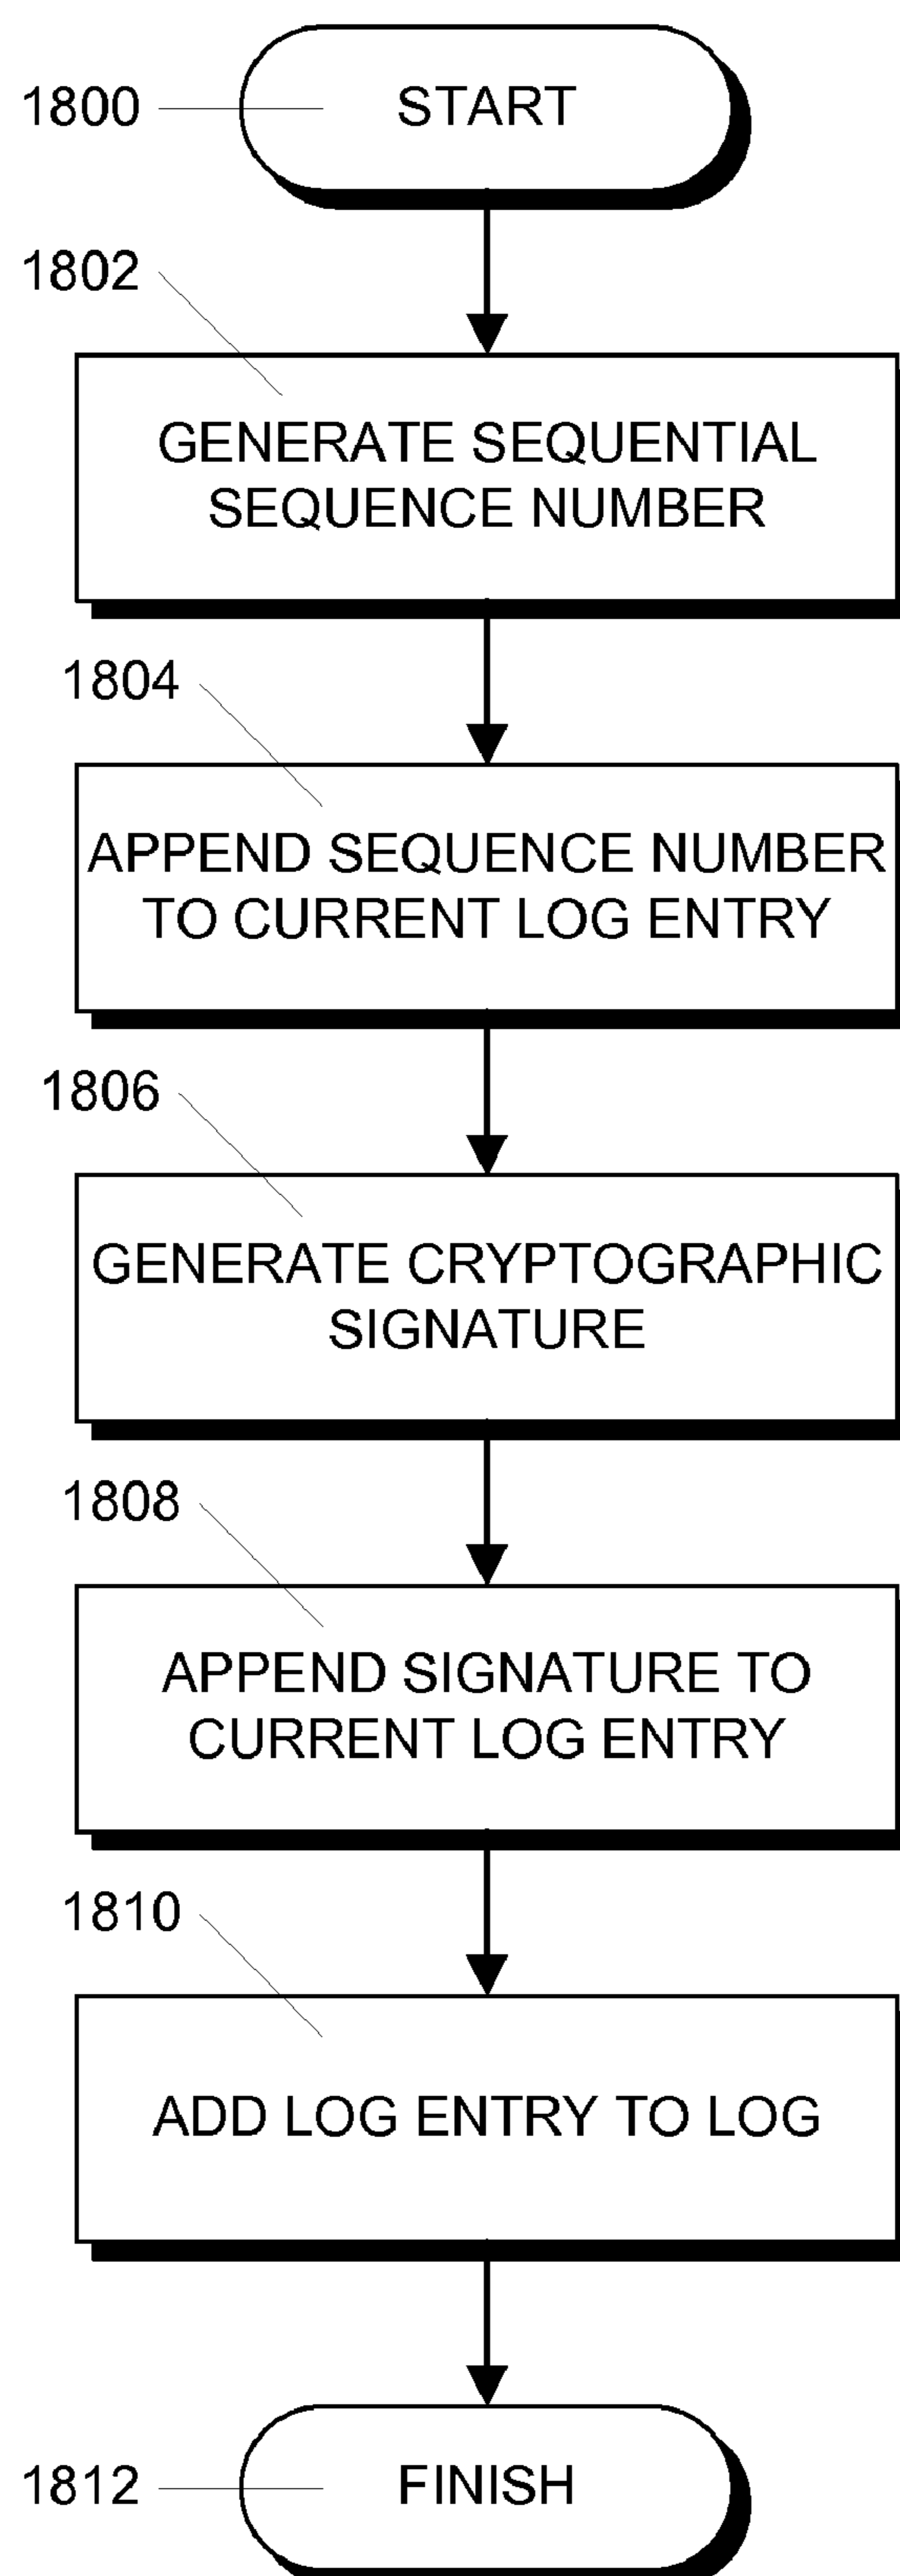 1800
START
1802
GENERATE SEQUENTIAL
SEQUENCE NUMBER
1804
APPEND SEQUENCE NUMBER
TO CURRENT LOG ENTRY
1806
GENERATE CRYPTOGRAPHIC
SIGNATURE
1808
APPEND SIGNATURE TO
CURRENT LOG ENTRY
1810
ADD LOG ENTRY TO LOG
1812
FINISH